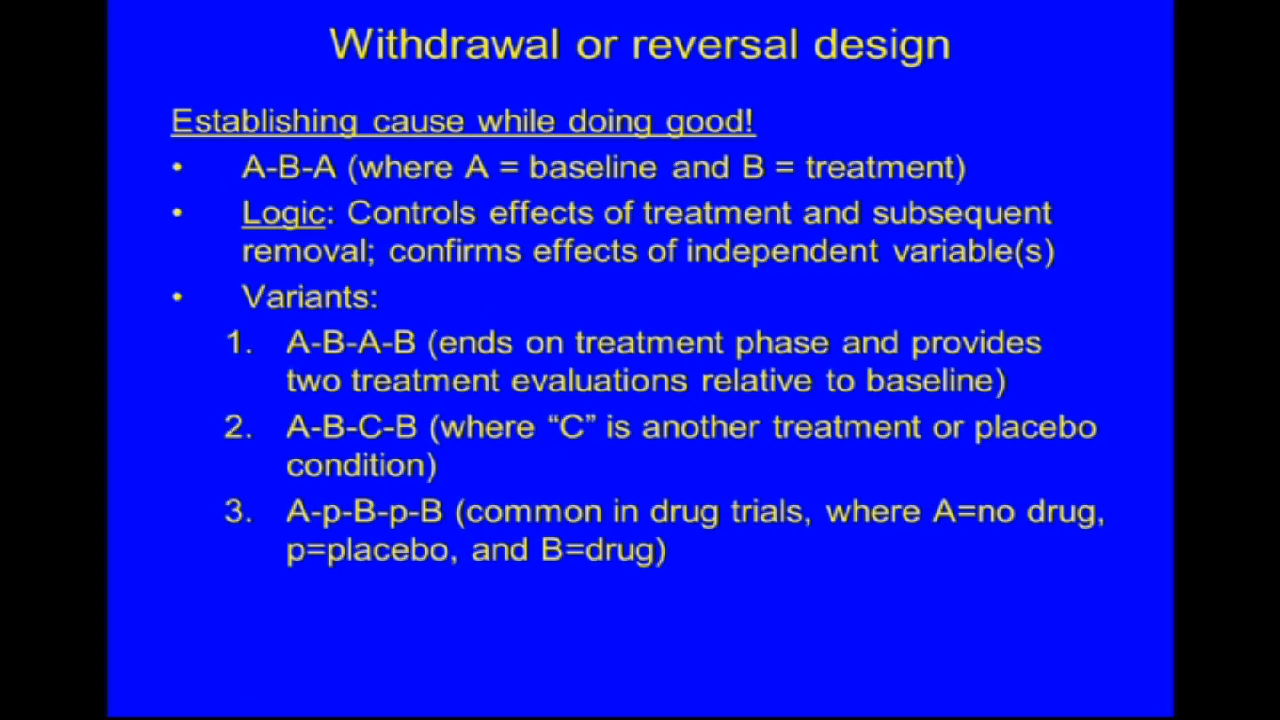 Withdrawal or reversal design
Establishing cause while doing good!
• A-B-A (where A = baseline and B = treatment)
• Logic: Controls effects of treatment and subsequent
removal; confirms effects of independent variable(s)
• Variants:
1. A-B-A-B (ends on treatment phase and provides
two treatment evaluations relative to baseline)
2. A-B-C-B (where “C” is another treatment or placebo
condition)
3. A-p-B-p-B (common in drug trials, where A=no drug,
p=placebo, and B=drug)